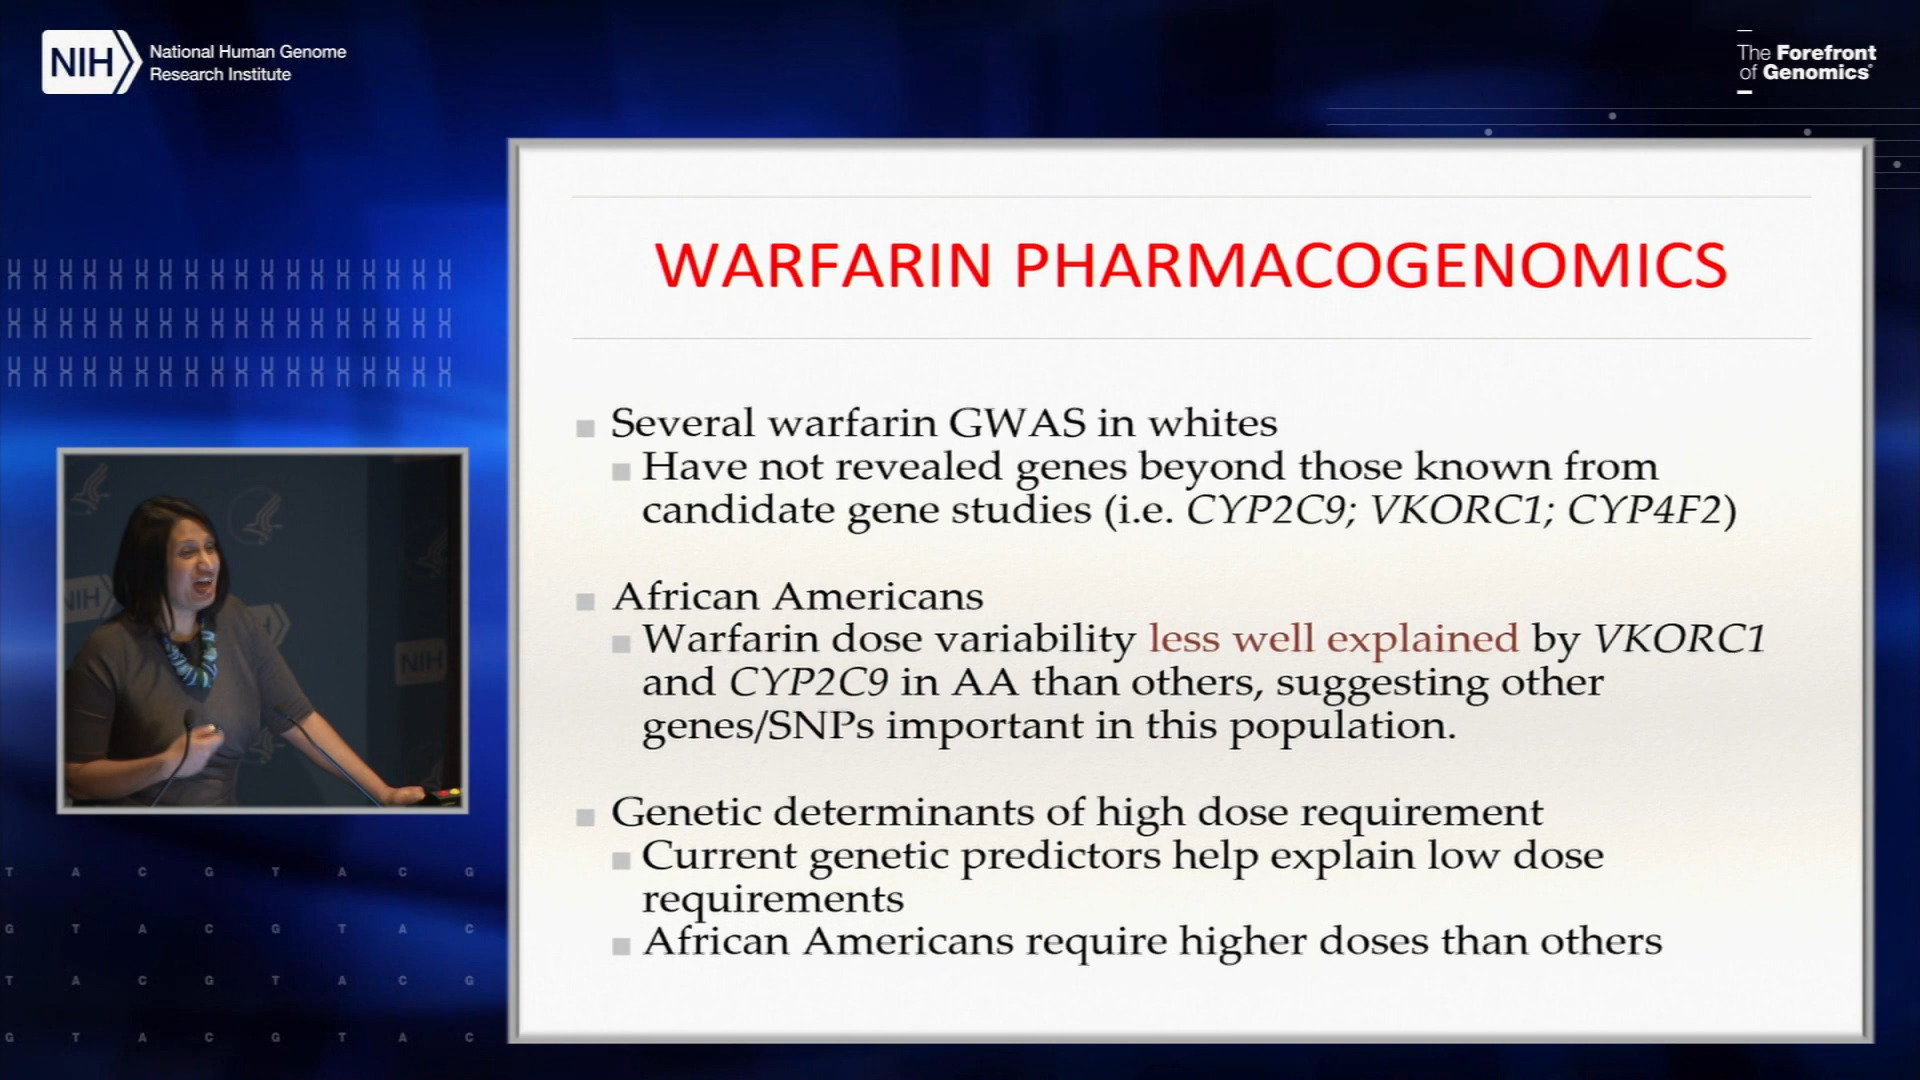 NIH
National Human Genome
Research Institute
The Forefront
of Genomics®
WARFARIN PHARMACOGENOMICS
Several warfarin GWAS in whites
Have not revealed genes beyond those known from
candidate gene studies (i.e. CYP2C9; VKORC1; CYP4F2)
African Americans
Warfarin dose variability less well explained by VKORC1
and CYP2C9 in AA than others, suggesting other
genes/SNPs important in this population.
Genetic determinants of high dose requirement
Current genetic predictors help explain low dose
requirements
African Americans require higher doses than others
NIH
NIH
T A C G T A C G
G T A C G T A C
T A C G T A C G
G T A C G T A C